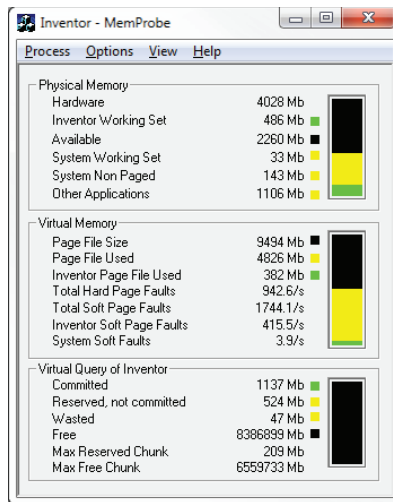 Inventor - MemProbe
Process Options View Help
Physical Memory
Hardware 4028 Mb
Inventor Working Set 486 Mb
Available 2260 Mb
System Working Set 33 Mb
System Non Paged 143 Mb
Other Applications 1106 Mb
Virtual Memory
Page File Size 9494 Mb
Page File Used 4826 Mb
Inventor Page File Used 382 Mb
Total Hard Page Faults 942.6/s
Total Soft Page Faults 1744.1/s
Inventor Soft Page Faults 415.5/s
System Soft Faults 3.9/s
Virtual Query of Inventor
Committed 1137 Mb
Reserved, not committed 524 Mb
Wasted 47 Mb
Free 8386899 Mb
Max Reserved Chunk 209 Mb
Max Free Chunk 6559733 Mb